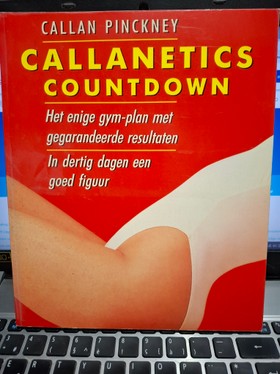 CALLAN PINCKNEY
CALLANETICS
COUNTDOWN
Het enige gym-plan met
gegarandeerde resultaten
In dertig dagen een
goed figuur